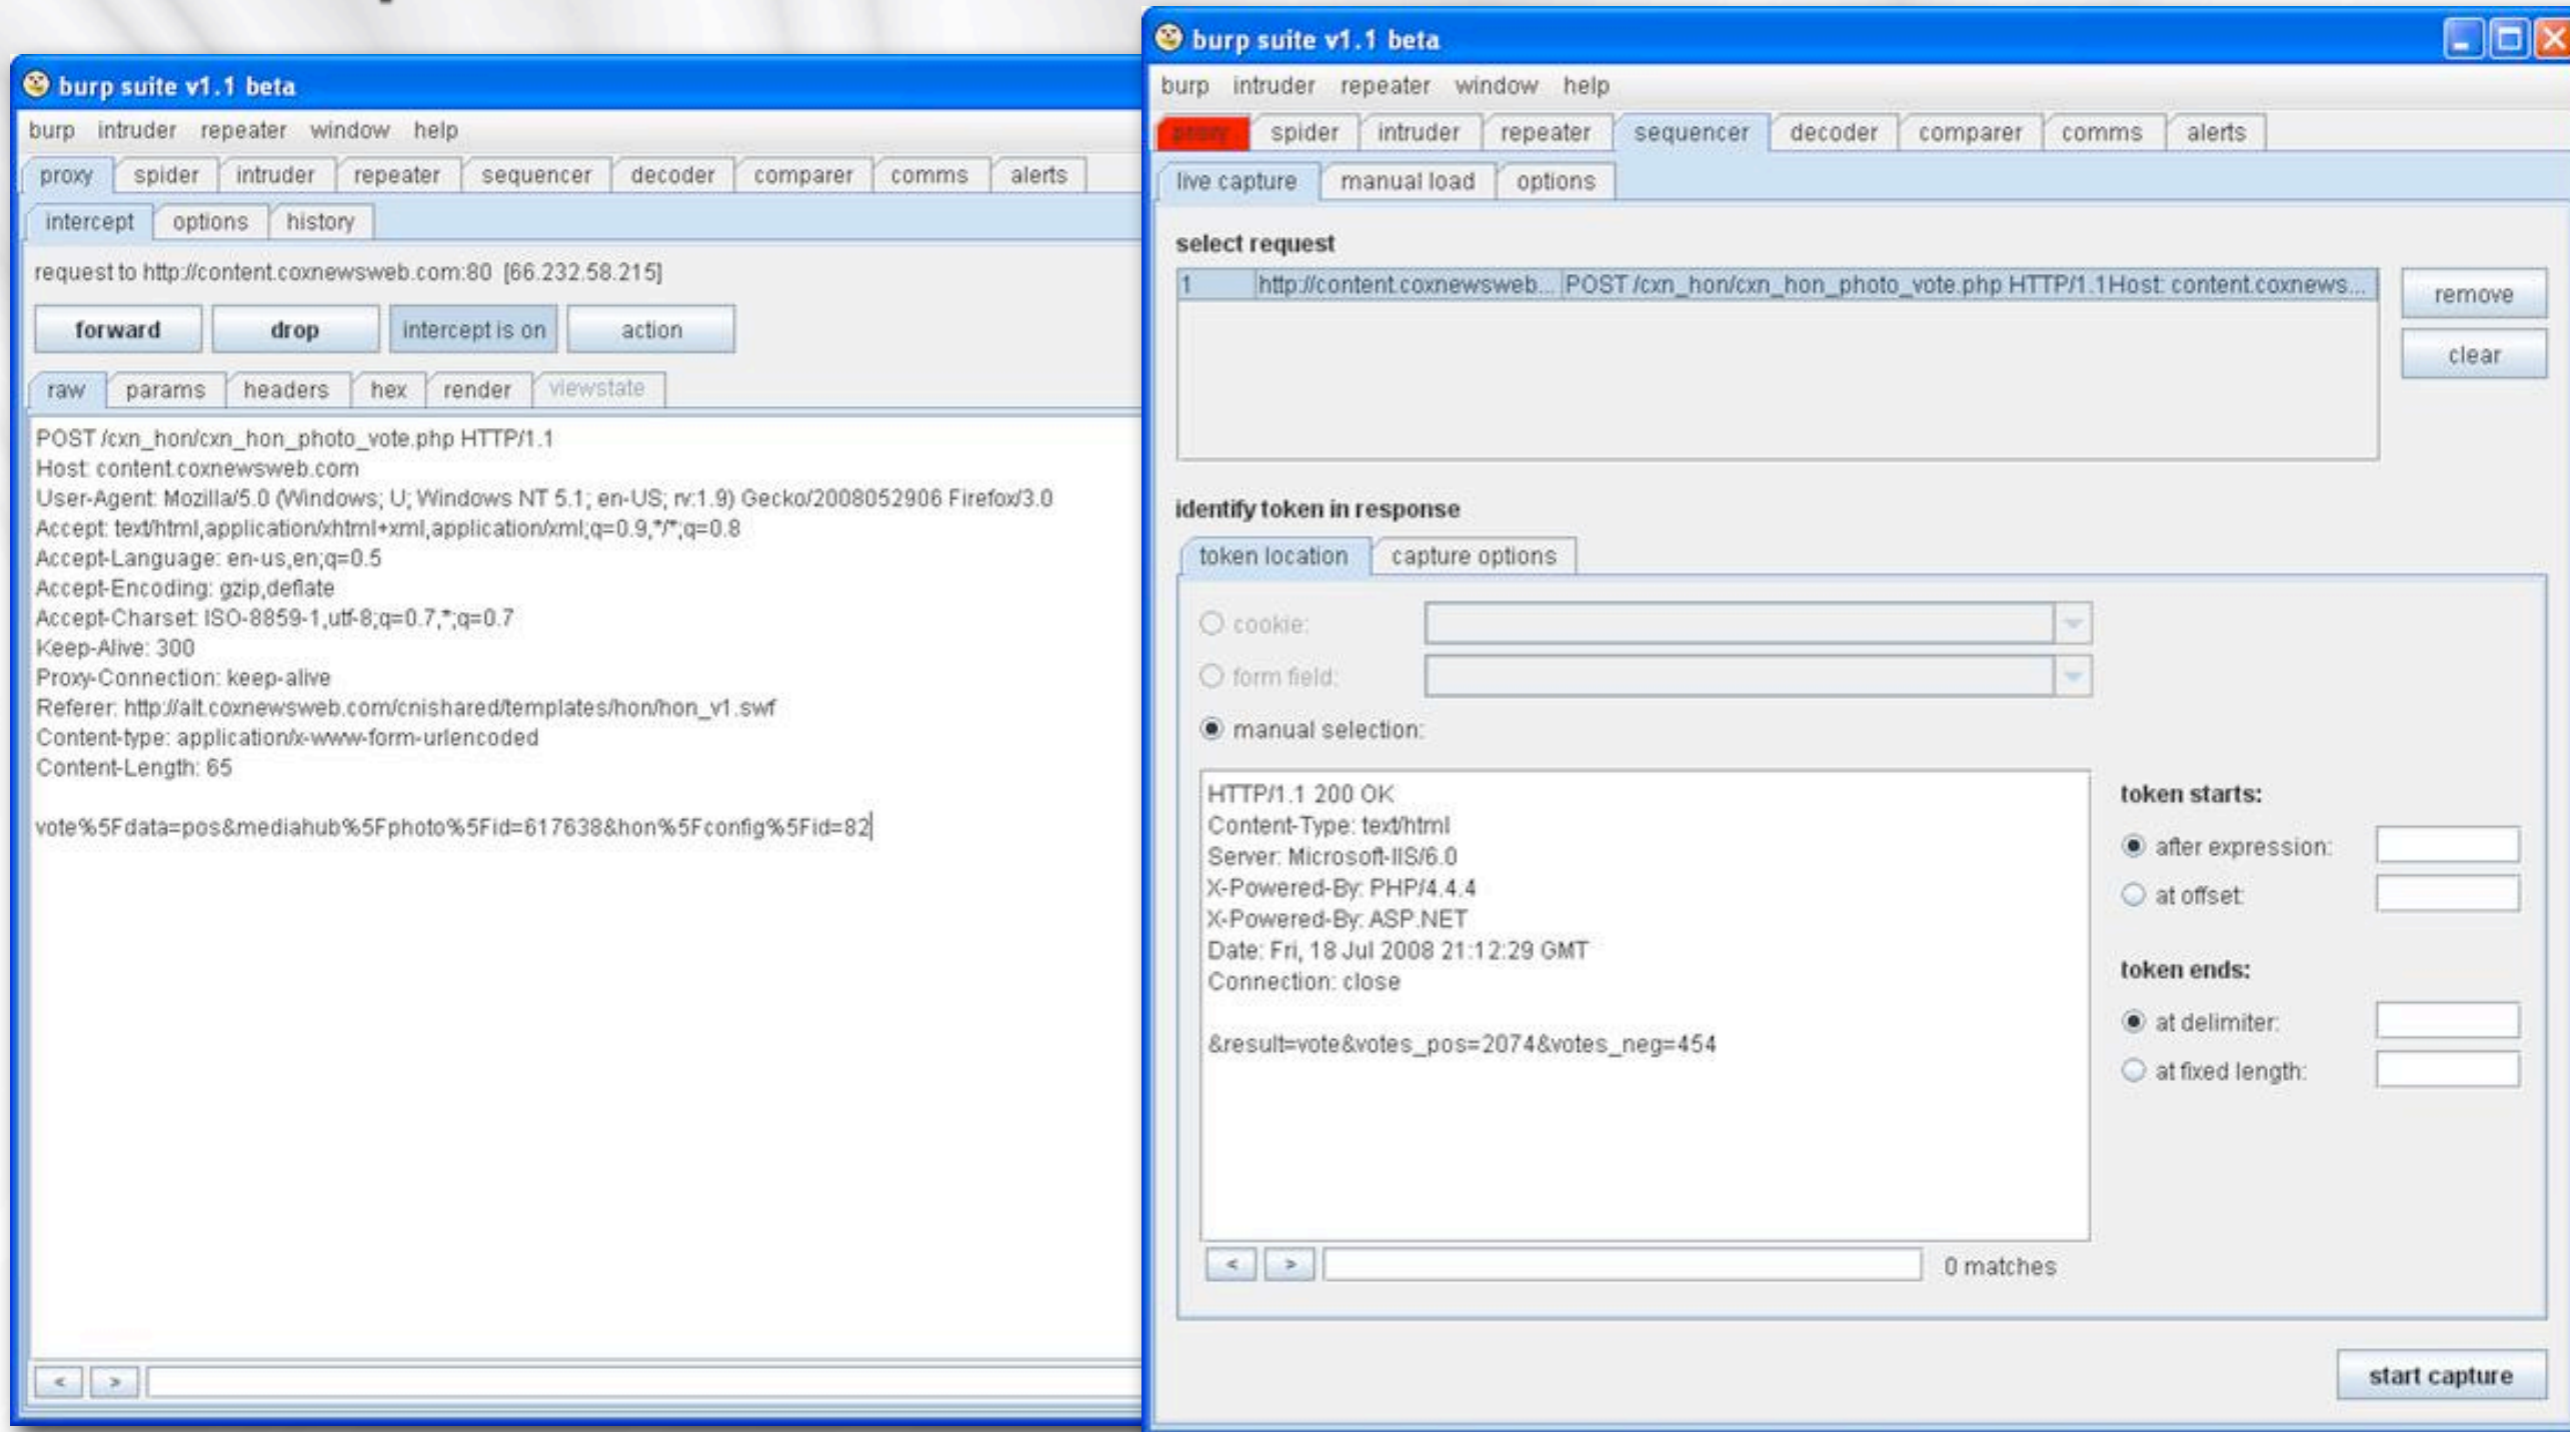 burp suite v1.1 beta
burp intruder repeater window help
proxy spider intruder repeater sequencer decoder comparer comms alerts
intercept options history
request to http://content.coxnewsweb.com:80 [66.232.58.215]
forward drop intercept is on action
raw params headers hex render viewstate
POST /cxn_hon/cxn_hon_photo_vote.php HTTP/1.1
Host: content.coxnewsweb.com
User-Agent: Mozilla/5.0 (Windows; U; Windows NT 5.1; en-US; rv:1.9) Gecko/2008052906 Firefox/3.0
Accept: text/html,application/xhtml+xml,application/xml;q=0.9,*/*;q=0.8
Accept-Language: en-us,en;q=0.5
Accept-Encoding: gzip,deflate
Accept-Charset: ISO-8859-1,utf-8;q=0.7,*;q=0.7
Keep-Alive: 300
Proxy-Connection: keep-alive
Referer: http://alt.coxnewsweb.com/cnishared/templates/hon/hon_v1.swf
Content-type: application/x-www-form-urlencoded
Content-Length: 65
vote%5Fdata=pos&mediahub%5Fphoto%5Fid=617638&hon%5Fconfig%5Fid=82
< >
burp suite v1.1 beta
burp intruder repeater window help
proxy spider intruder repeater sequencer decoder comparer comms alerts
live capture manual load options
select request
1 http://content.coxnewsweb... POST /cxn_hon/cxn_hon_photo_vote.php HTTP/1.1Host: content.coxnews...
remove
clear
identify token in response
token location capture options
cookie:
form field:
manual selection:
HTTP/1.1 200 OK
Content-Type: text/html
Server: Microsoft-IIS/6.0
X-Powered-By: PHP/4.4.4
X-Powered-By: ASP.NET
Date: Fri, 18 Jul 2008 21:12:29 GMT
Connection: close
&result=vote&votes_pos=2074&votes_neg=454
token starts:
after expression:
at offset:
token ends:
at delimiter:
at fixed length:
< > 0 matches
start capture